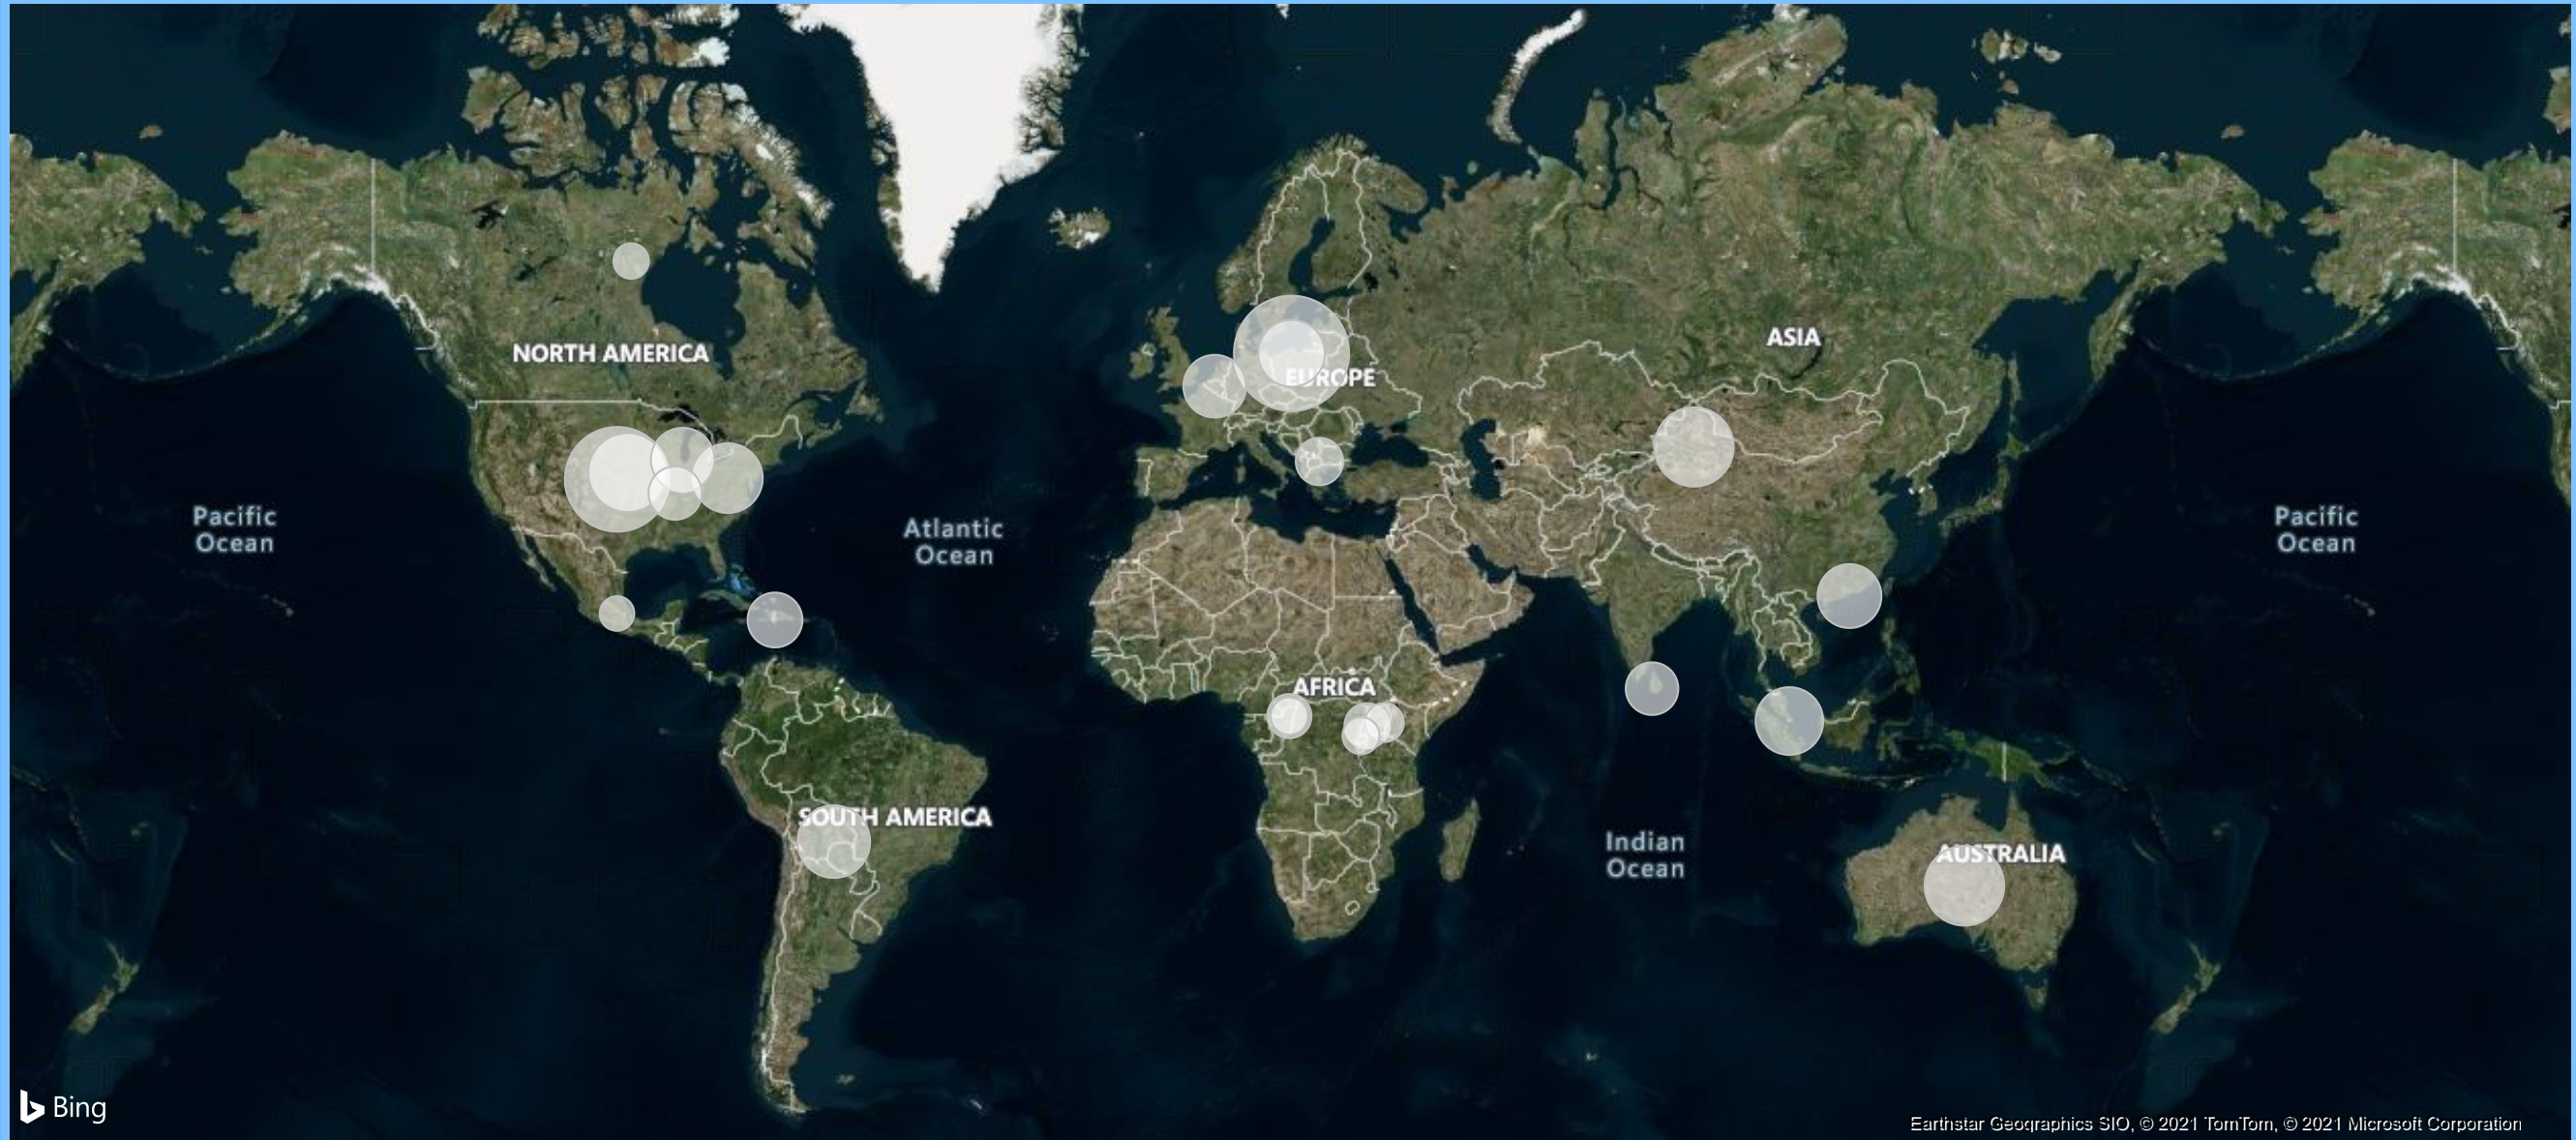 ASIA
NORTH AMERICA
EUROPE
Pacific
Ocean
Atlantic
Ocean
Pacific
Ocean
AFRICA
SOUTH AMERICA
Indian
Ocean
AUSTRALIA
Bing
Earthstar Geographics SIO, © 2021 TomTom, © 2021 Microsoft Corporation